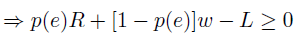 ⇒ p(e)R + [1 − p(e)]w − L ≥ 0